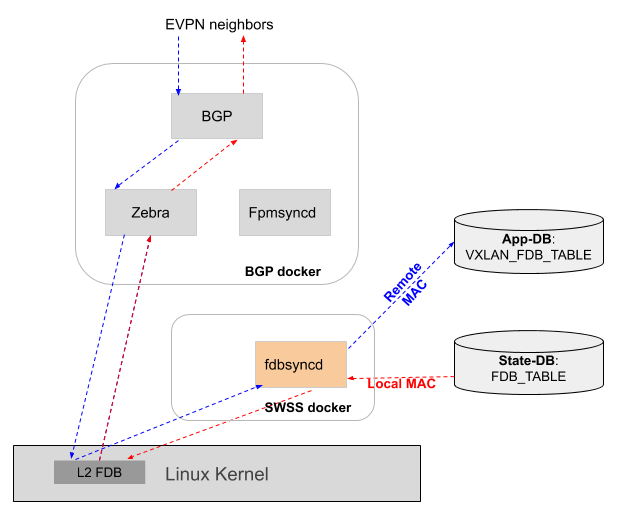 EVPN neighbors
BGP
Zebra
Fpmsyncd
BGP docker
App-DB:
VXLAN_FDB_TABLE
Remote
MAC
fdbsyncd
SWSS docker
Local MAC
State-DB:
FDB_TABLE
L2 FDB
Linux Kernel